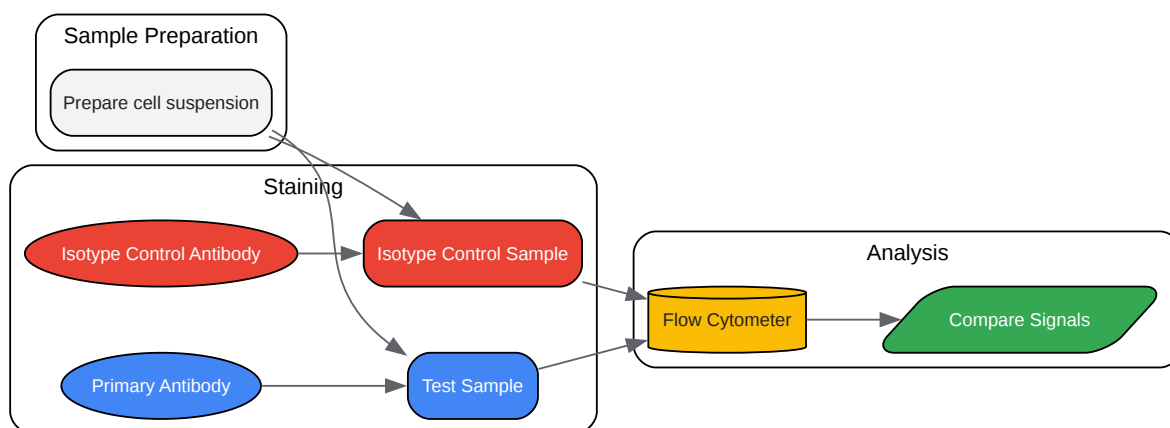 Sample Preparation
Prepare cell suspension
Staining
Isotype Control Antibody
Isotype Control Sample
Primary Antibody
Test Sample
Analysis
Flow Cytometer
Compare Signals